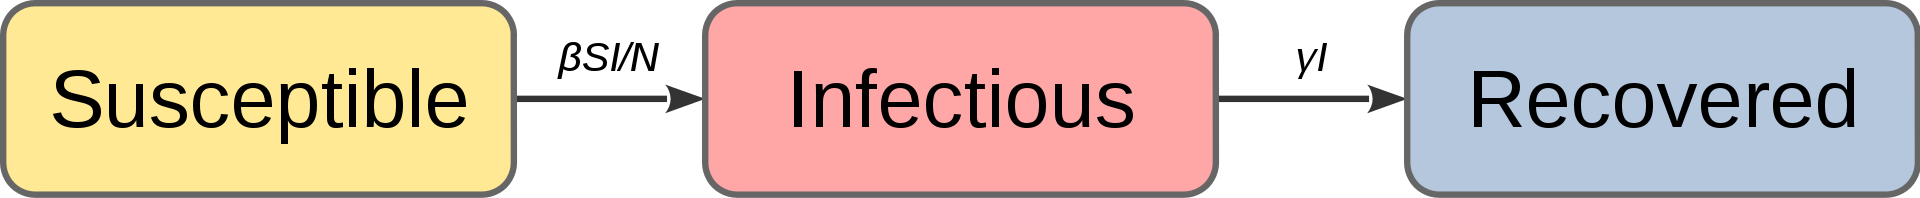 Susceptible
βSI/N
Infectious
γI
Recovered